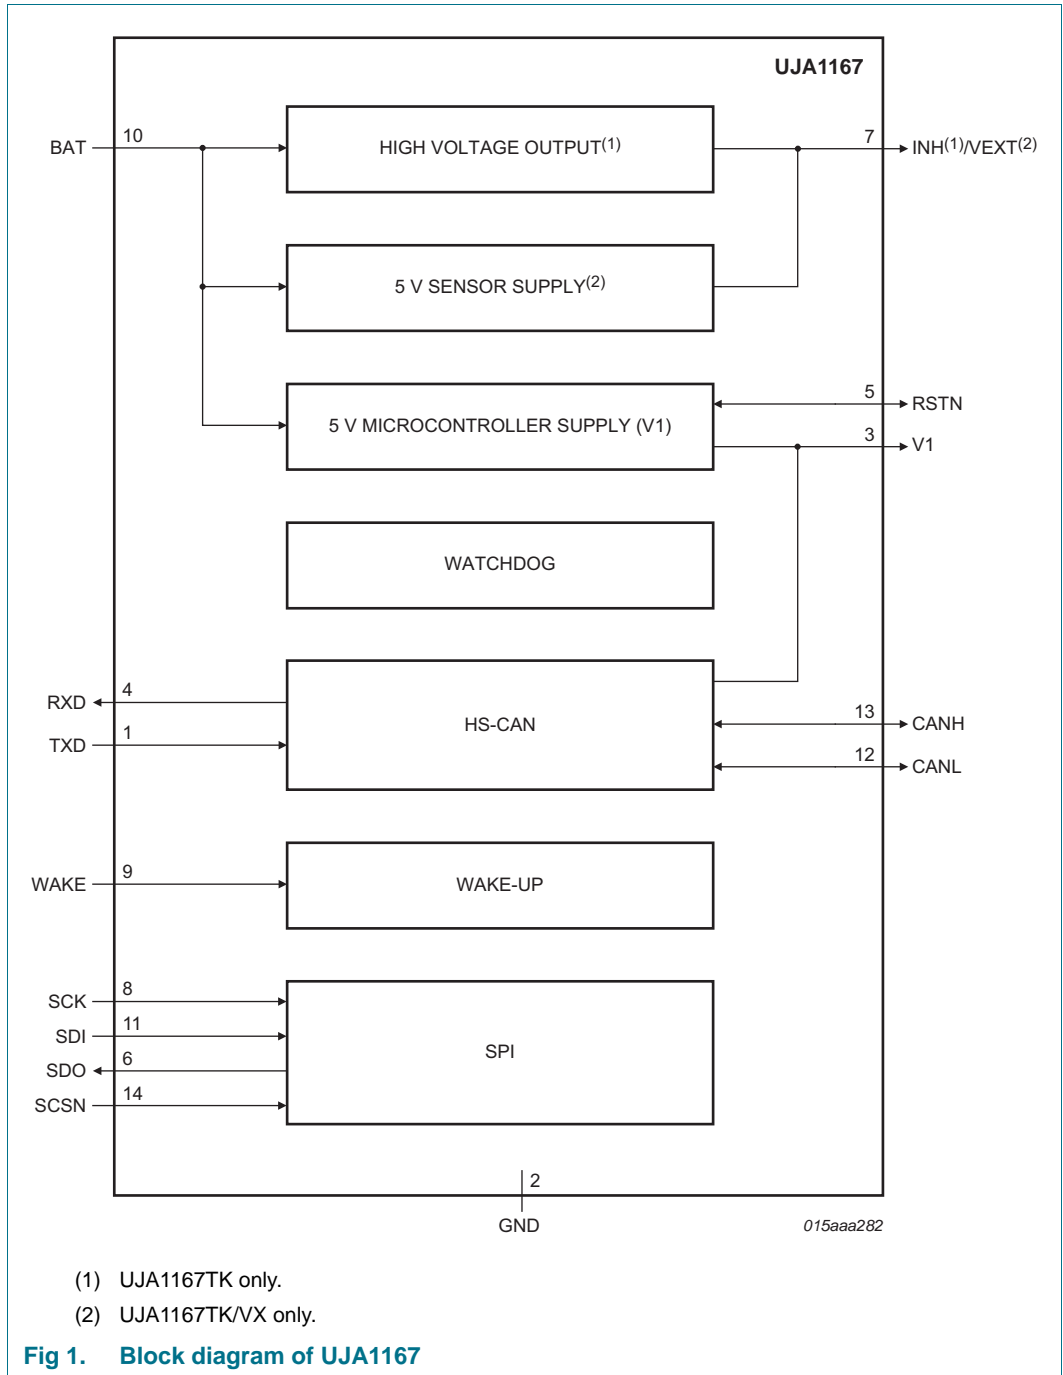 UJA1167
BAT
10
HIGH VOLTAGE OUTPUT(1)
7
INH(1)/VEXT(2)
5 V SENSOR SUPPLY(2)
5 V MICROCONTROLLER SUPPLY (V1)
5
RSTN
3
V1
WATCHDOG
RXD
4
TXD
1
HS-CAN
13
CANH
12
CANL
WAKE
9
WAKE-UP
SCK
8
SDI
11
SDO
6
SCSN
14
SPI
2
GND
015aaa282
(1) UJA1167TK only.
(2) UJA1167TK/VX only.
Fig 1. Block diagram of UJA1167